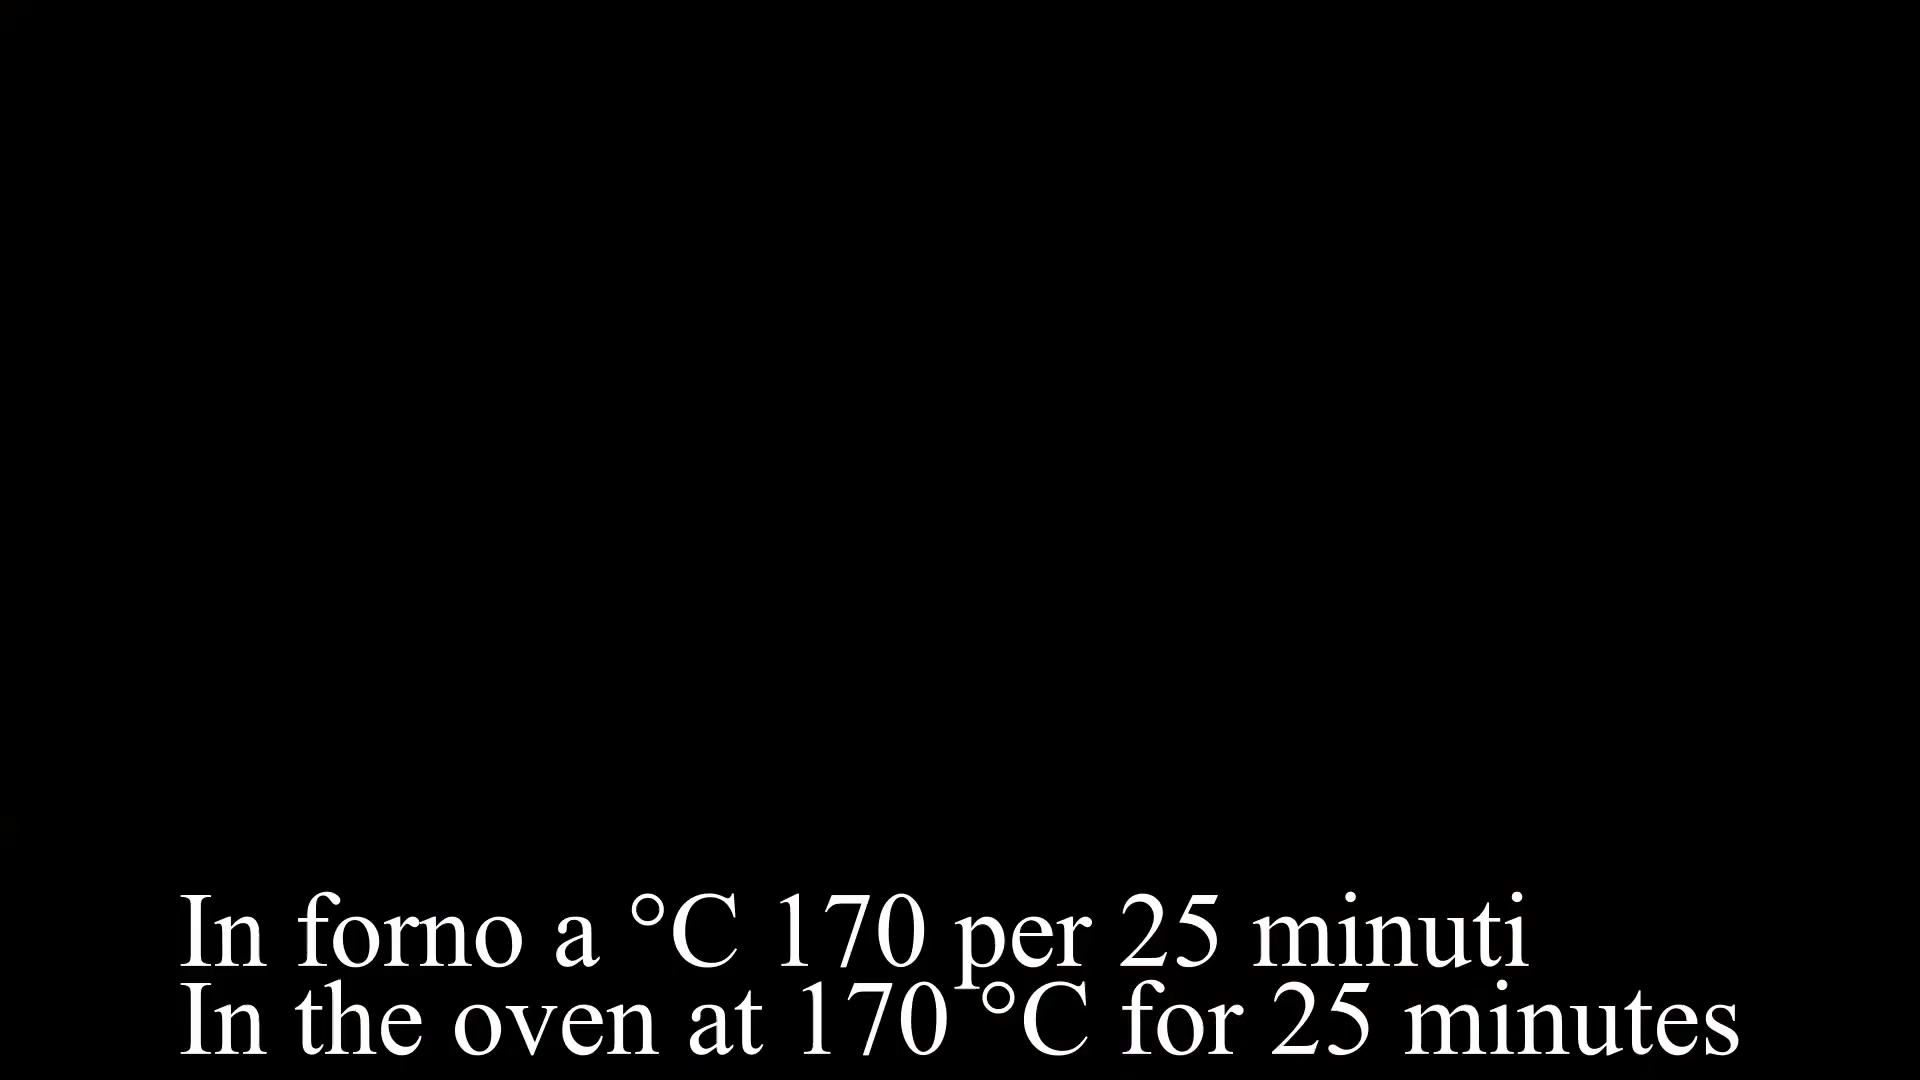 In forno a °C 170 per 25 minuti
In the oven at 170 °C for 25 minutes